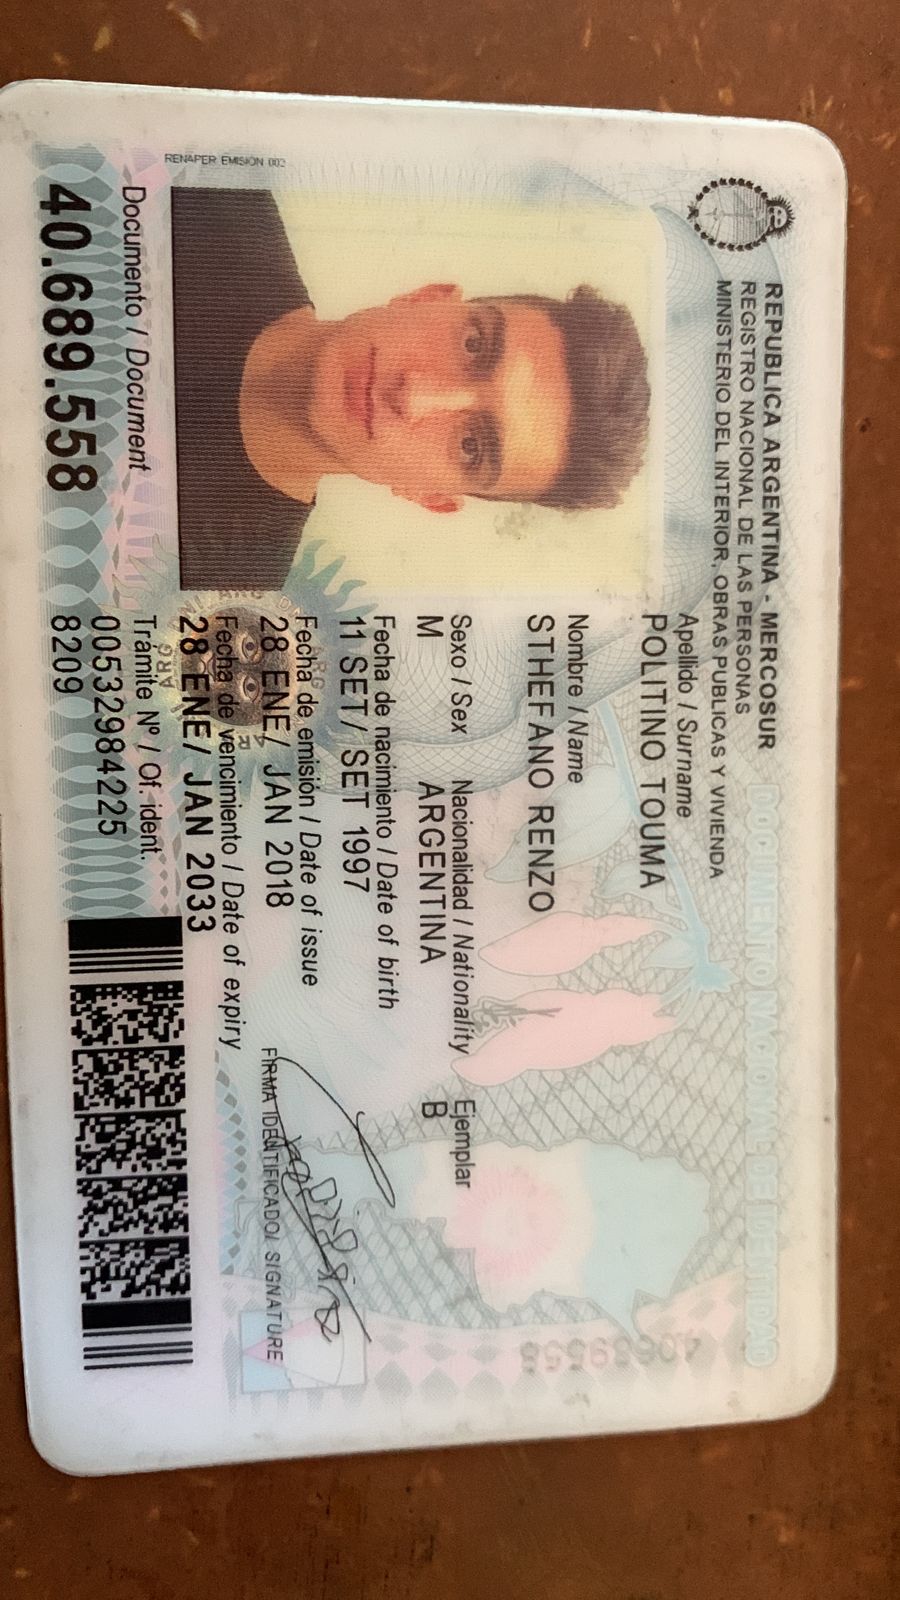 REPUBLICA ARGENTINA - MERCOSUR
REGISTRO NACIONAL DE LAS PERSONAS
MINISTERIO DEL INTERIOR, OBRAS PUBLICAS Y VIVIENDA
DOCUMENTO NACIONAL DE IDENTIDAD
Apellido / Surname
POLITINO TOUMA
Nombre / Name
STHEFANO RENZO
Sexo / Sex Nacionalidad / Nationality Ejemplar
M ARGENTINA B
Fecha de nacimiento / Date of birth
11 SET/ SET 1997
Fecha de emisión / Date of issue
28 ENE/ JAN 2018
Fecha de vencimiento / Date of expiry
28 ENE/ JAN 2033
FIRMA IDENTIFICADO/ SIGNATURE
Trámite Nº / Of. ident.
00532984225
8209
Documento / Document
40.689.558
RENAPER EMISIÓN 002
40689558
ARG